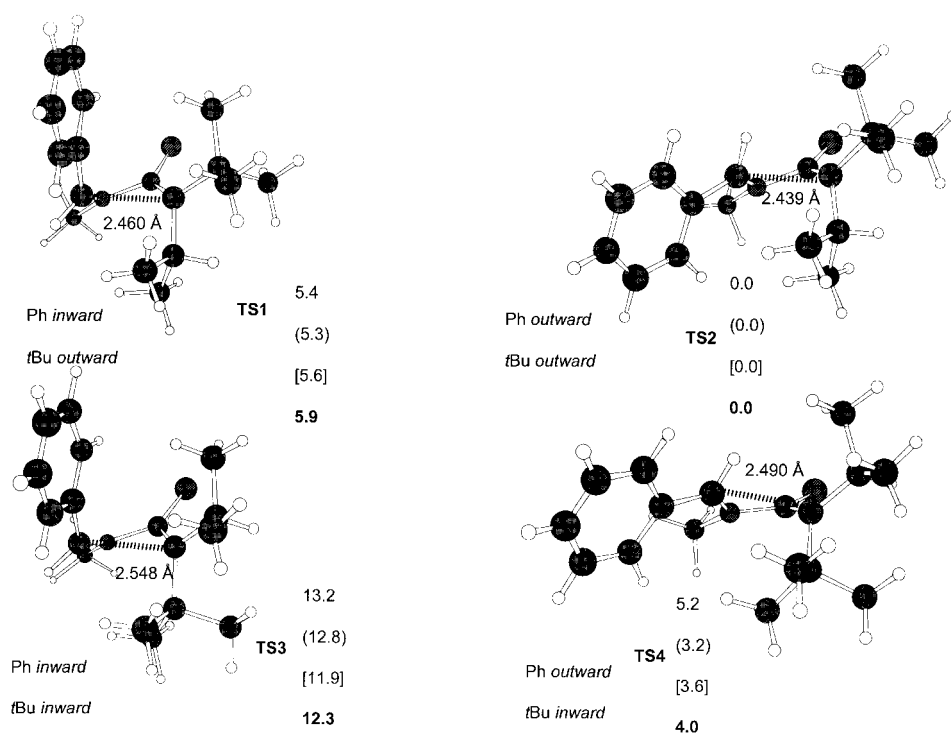 2.460 Å
TS1
5.4
(5.3)
[5.6]
5.9
Ph inward
tBu outward
2.439 Å
TS2
0.0
(0.0)
[0.0]
0.0
Ph outward
tBu outward
2.548 Å
TS3
13.2
(12.8)
[11.9]
12.3
Ph inward
tBu inward
2.490 Å
TS4
5.2
(3.2)
[3.6]
4.0
Ph outward
tBu inward